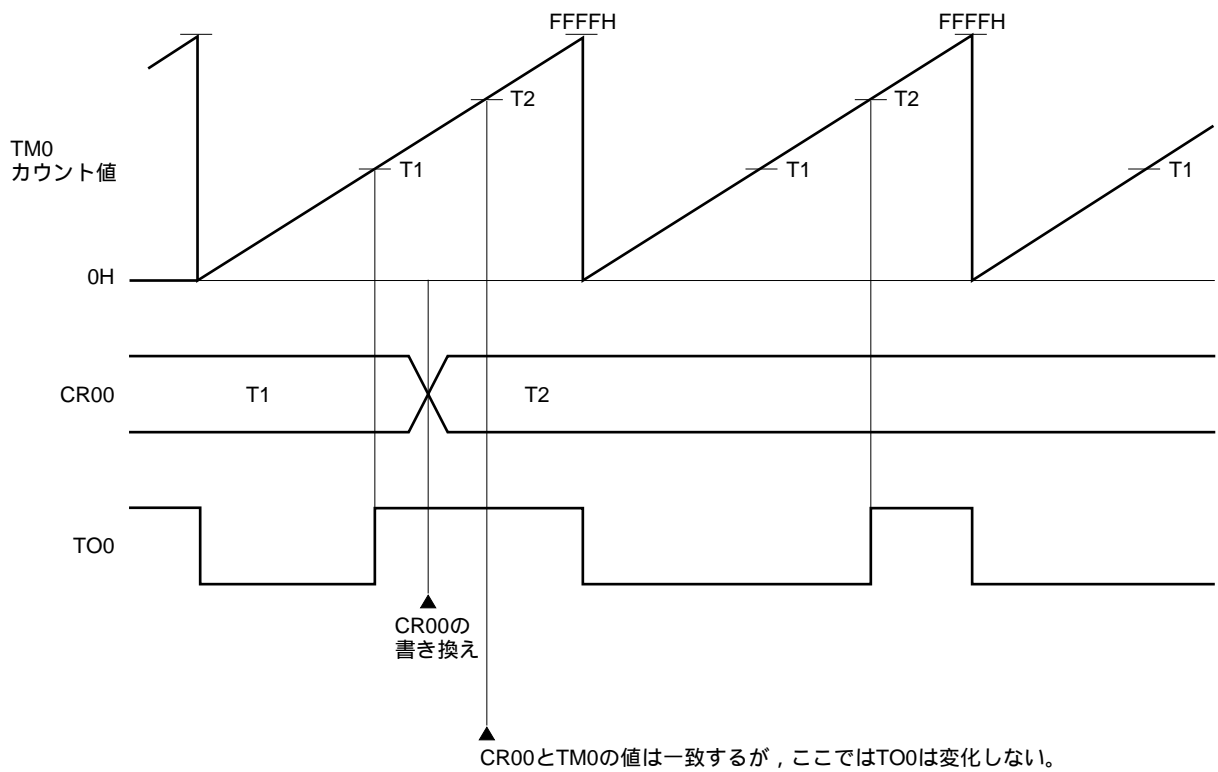 FFFFH
FFFFH
T2
T2
TM0
カウント値
T1
T1
T1
0H
CR00
T1
T2
TO0
CR00の
書き換え
CR00とTM0の値は一致するが，ここではTO0は変化しない。